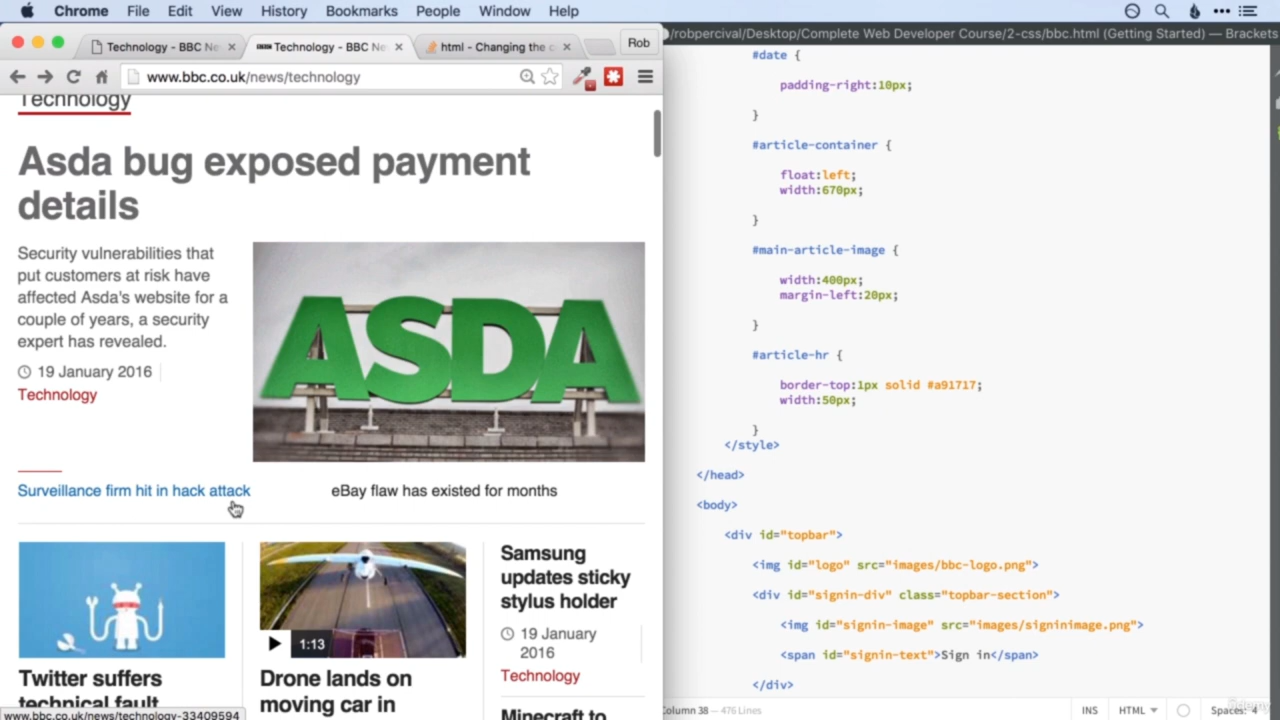 Chrome File Edit View History Bookmarks People Window Help
Technology - BBC Ne
Technology - BBC Ne
html - Changing the c
Rob
/robpercival/Desktop/Complete Web Developer Course/2-css/bbc.html (Getting Started) — Brackets
www.bbc.co.uk/news/technology
Technology
Asda bug exposed payment
details
Security vulnerabilities that
put customers at risk have
affected Asda's website for a
couple of years, a security
expert has revealed.
19 January 2016
Technology
ASDA
Surveillance firm hit in hack attack
eBay flaw has existed for months
1:13
Twitter suffers
technical fault
Drone lands on
moving car in
Samsung
updates sticky
stylus holder
19 January
2016
Technology
Minecraft to
www.bbc.co.uk/news/technology-33409594
#date {
padding-right:10px;
}
#article-container {
float:left;
width:670px;
}
#main-article-image {
width:400px;
margin-left:20px;
}
#article-hr {
border-top:1px solid #a91717;
width:50px;
}
</style>
</head>
<body>
<div id="topbar">
<img id="logo" src="images/bbc-logo.png">
<div id="signin-div" class="topbar-section">
<img id="signin-image" src="images/signinimage.png">
<span id="signin-text">Sign in</span>
</div>
Column 38 — 476 Lines
INS
HTML
Spaces: 4